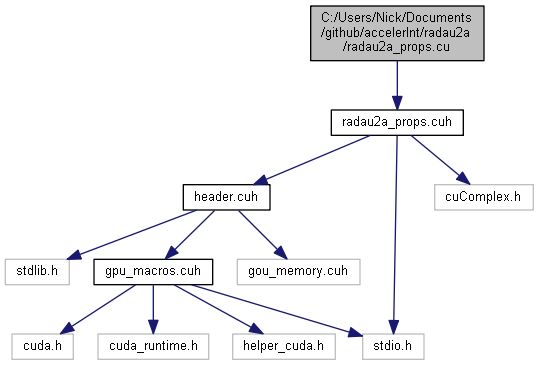 C:/Users/Nick/Documents
/github/accelerInt/radau2a
/radau2a_props.cu
radau2a_props.cuh
header.cuh
cuComplex.h
stdlib.h
gpu_macros.cuh
gou_memory.cuh
cuda.h
cuda_runtime.h
helper_cuda.h
stdio.h